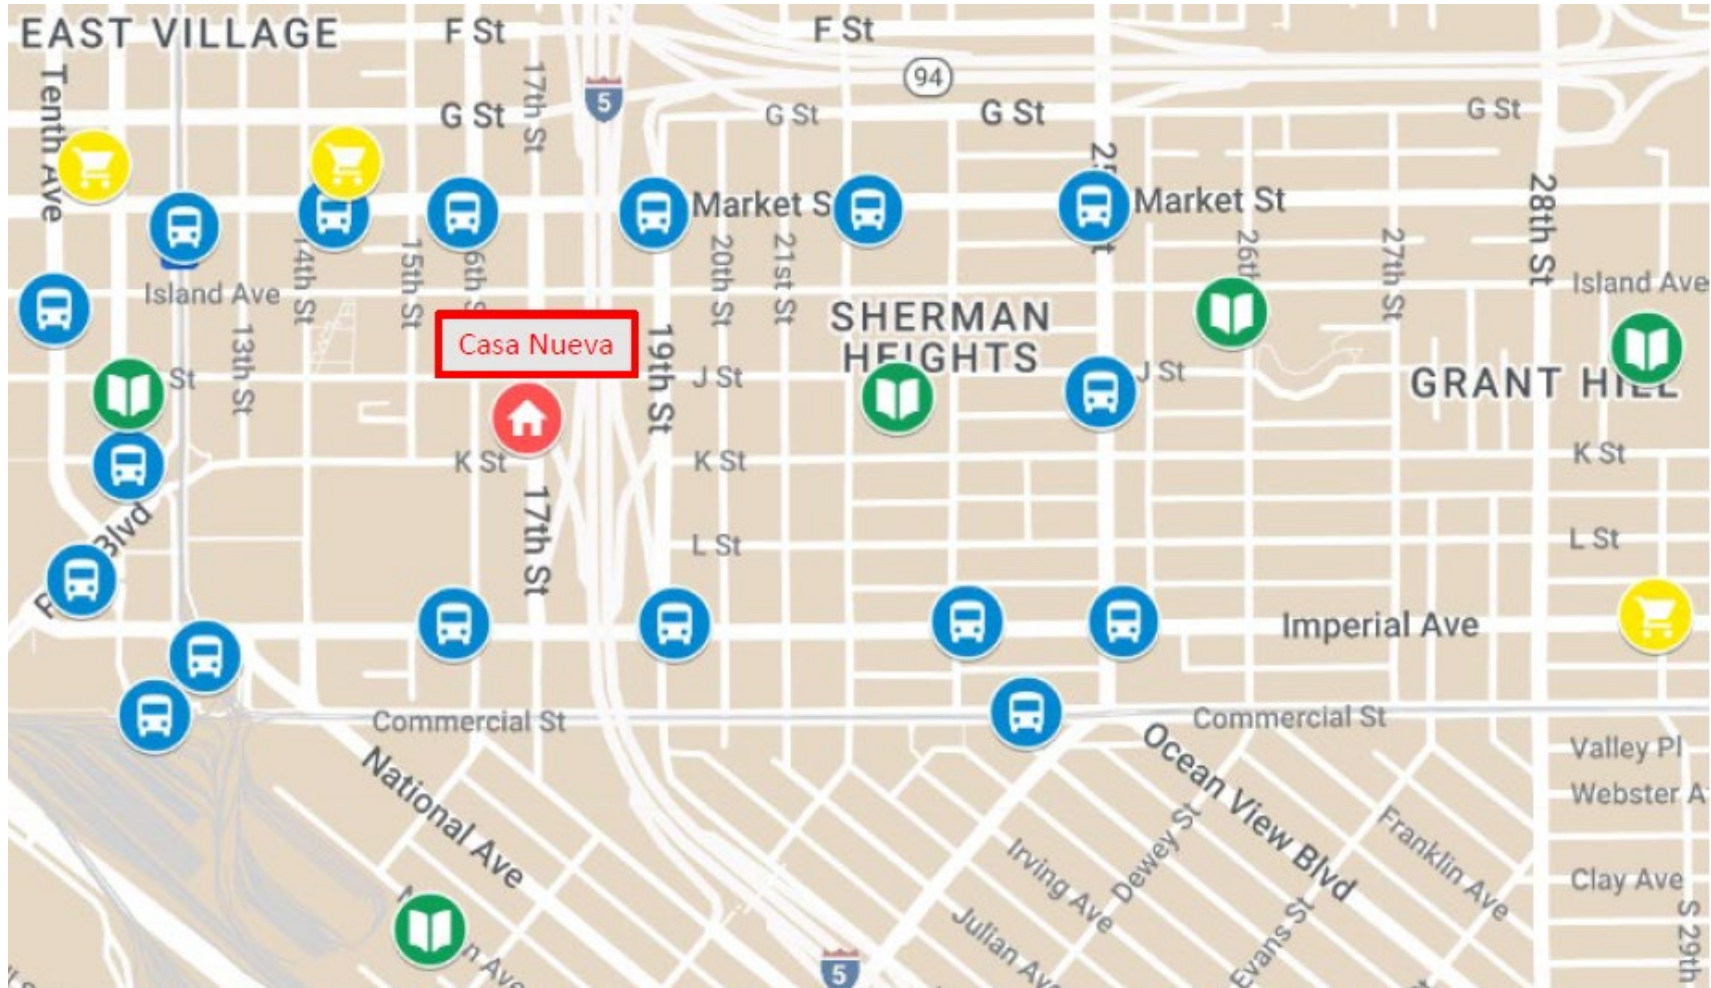 EAST VILLAGE
F St
F St
Tenth Ave
17th St
5
94
G St
G St
G St
G St
Market S
Market St
28th St
14th St
15th St
20th St
21st St
26th
27th St
Island Ave
Island Ave
13th St
Casa Nueva
19th St
SHERMAN
HEIGHTS
St
J St
J St
GRANT HILL
K St
K St
K St
17th St
Blvd
L St
L St
Imperial Ave
Commercial St
Commercial St
National Ave
Ocean View Blvd
Valley Pl
Webster A
Irving Ave
Dewey St
Franklin Ave
Clay Ave
Julian Ave
Evans St
S 29th
n Ave
5